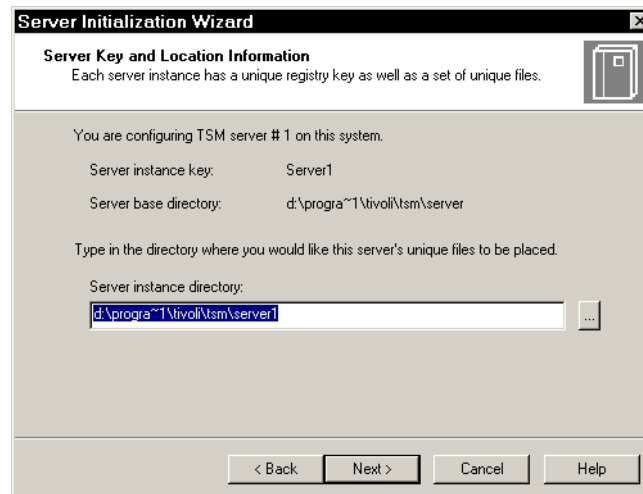 Server Initialization Wizard
Server Key and Location Information
Each server instance has a unique registry key as well as a set of unique files.
You are configuring TSM server # 1 on this system.
Server instance key: Server1
Server base directory: d:\progra~1\tivoli\tsm\server
Type in the directory where you would like this server's unique files to be placed.
Server instance directory:
d:\progra~1\tivoli\tsm\server1
...
< Back Next > Cancel Help